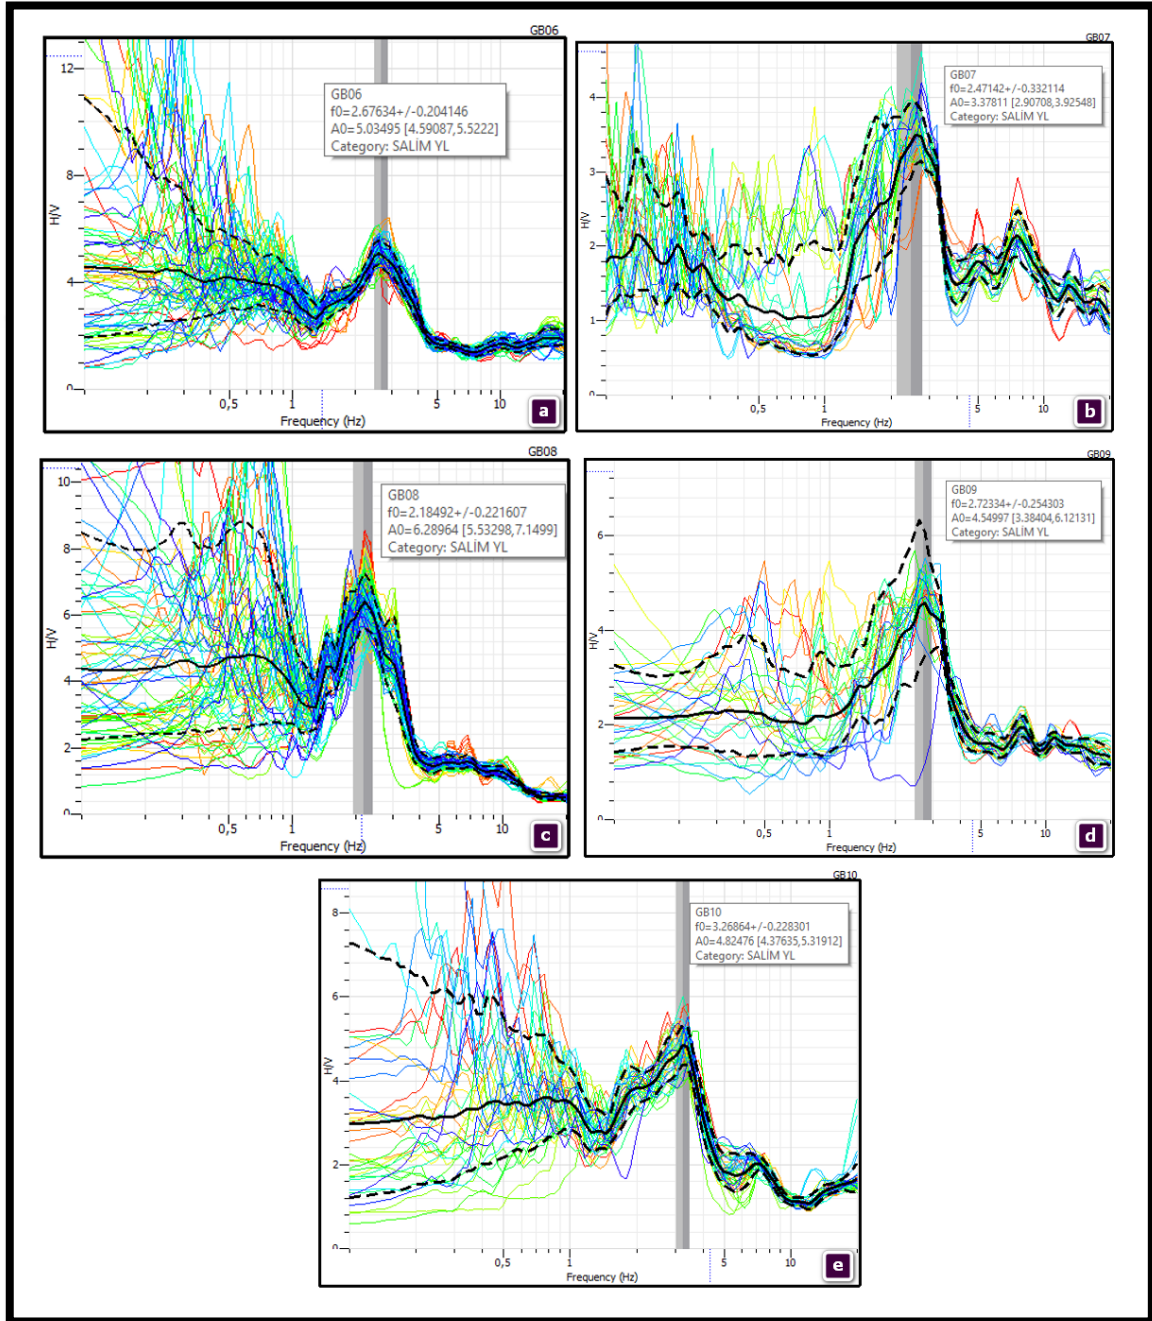 GB06
12
8
4
0
H/V
GB06
f0=2.67634+/-0.204146
A0=5.03495 [4.59087,5.5222]
Category: SALİM YL
0,5 1 5 10
Frequency (Hz)
a
GB07
4
3
2
1
0
H/V
GB07
f0=2.47142+/-0.332114
A0=3.37811 [2.90708,3.92548]
Category: SALİM YL
0,5 1 5 10
Frequency (Hz)
b
GB08
10
8
6
4
2
0
H/V
GB08
f0=2.18492+/-0.221607
A0=6.28964 [5.53298,7.1499]
Category: SALİM YL
0,5 1 5 10
Frequency (Hz)
c
GB09
6
4
2
0
H/V
GB09
f0=2.72334+/-0.254303
A0=4.54997 [3.38404,6.12131]
Category: SALİM YL
0,5 1 5 10
Frequency (Hz)
d
GB10
8
6
4
2
0
H/V
GB10
f0=3.26864+/-0.228301
A0=4.82476 [4.37635,5.31912]
Category: SALİM YL
0,5 1 5 10
Frequency (Hz)
e